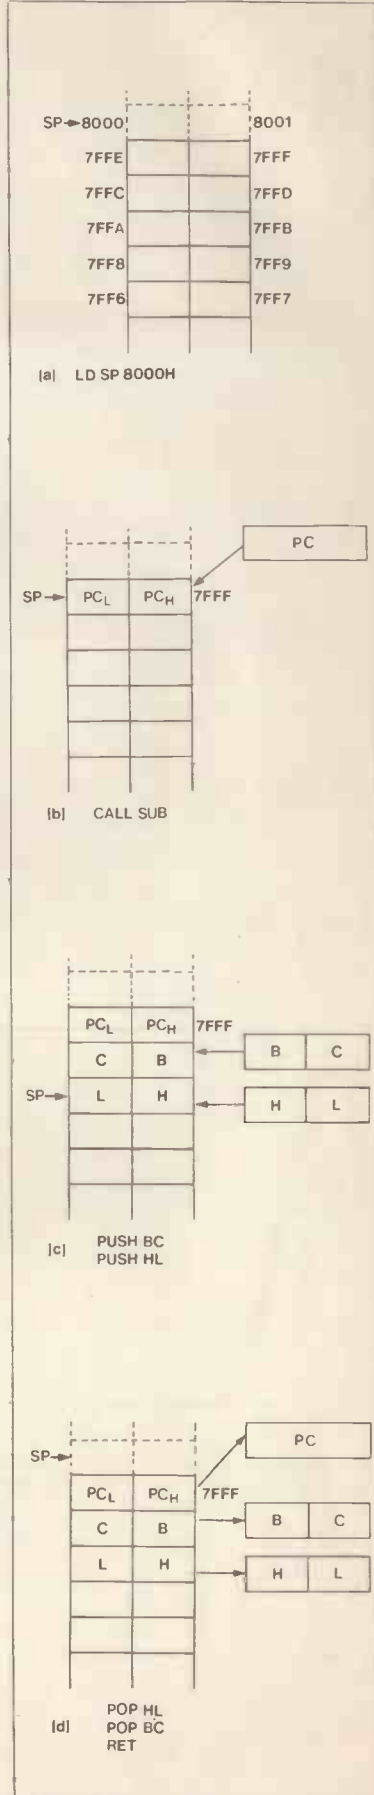 SP→8000 8001
7FFE 7FFF
7FFC 7FFD
7FFA 7FFB
7FF8 7FF9
7FF6 7FF7
[a] LD SP 8000H
PC
SP→ PCL PCH 7FFF
[b] CALL SUB
PCL PCH 7FFF
C B B C
SP→ L H H L
[c] PUSH BC
PUSH HL
PC
SP→
PCL PCH 7FFF
C B B C
L H H L
POP HL
[d] POP BC
RET